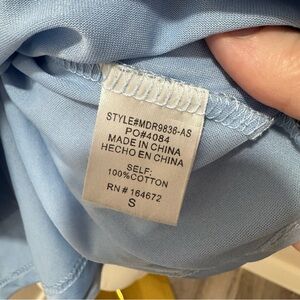 STYLE#MDR9836-AS
PO#4084
MADE IN CHINA
HECHO EN CHINA
SELF:
100%COTTON
RN # 164672
S